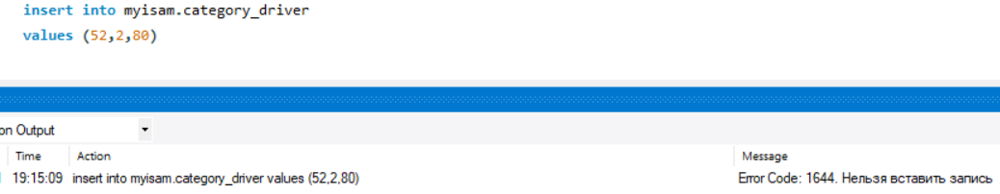 insert into myisam.category_driver
values (52,2,80)
on Output
Time Action Message
19:15:09 insert into myisam.category_driver values (52,2,80) Error Code: 1644. Нельзя вставить запись